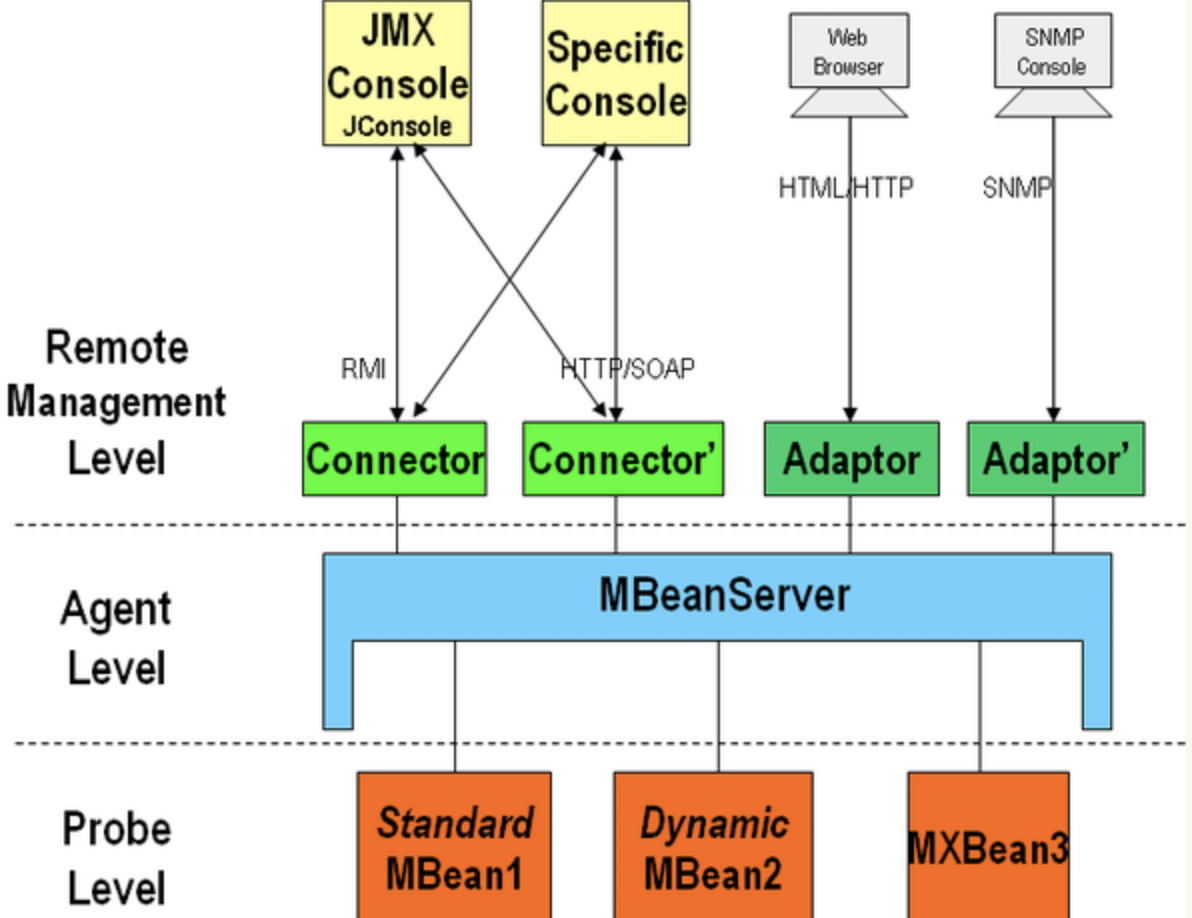 JMX
Console
JConsole
Specific
Console
Web
Browser
SNMP
Console
HTML/HTTP
SNMP
RMI
HTTP/SOAP
Remote
Management
Level
Connector
Connector’
Adaptor
Adaptor’
Agent
Level
MBeanServer
Probe
Level
Standard
MBean1
Dynamic
MBean2
MXBean3